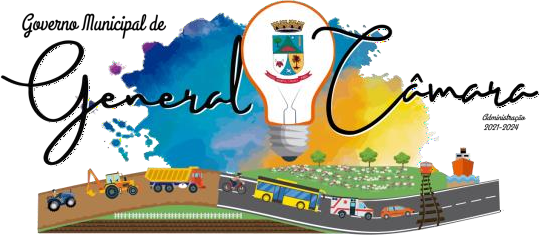 Governo Municipal de
General Câmara
Administração
2021-2024